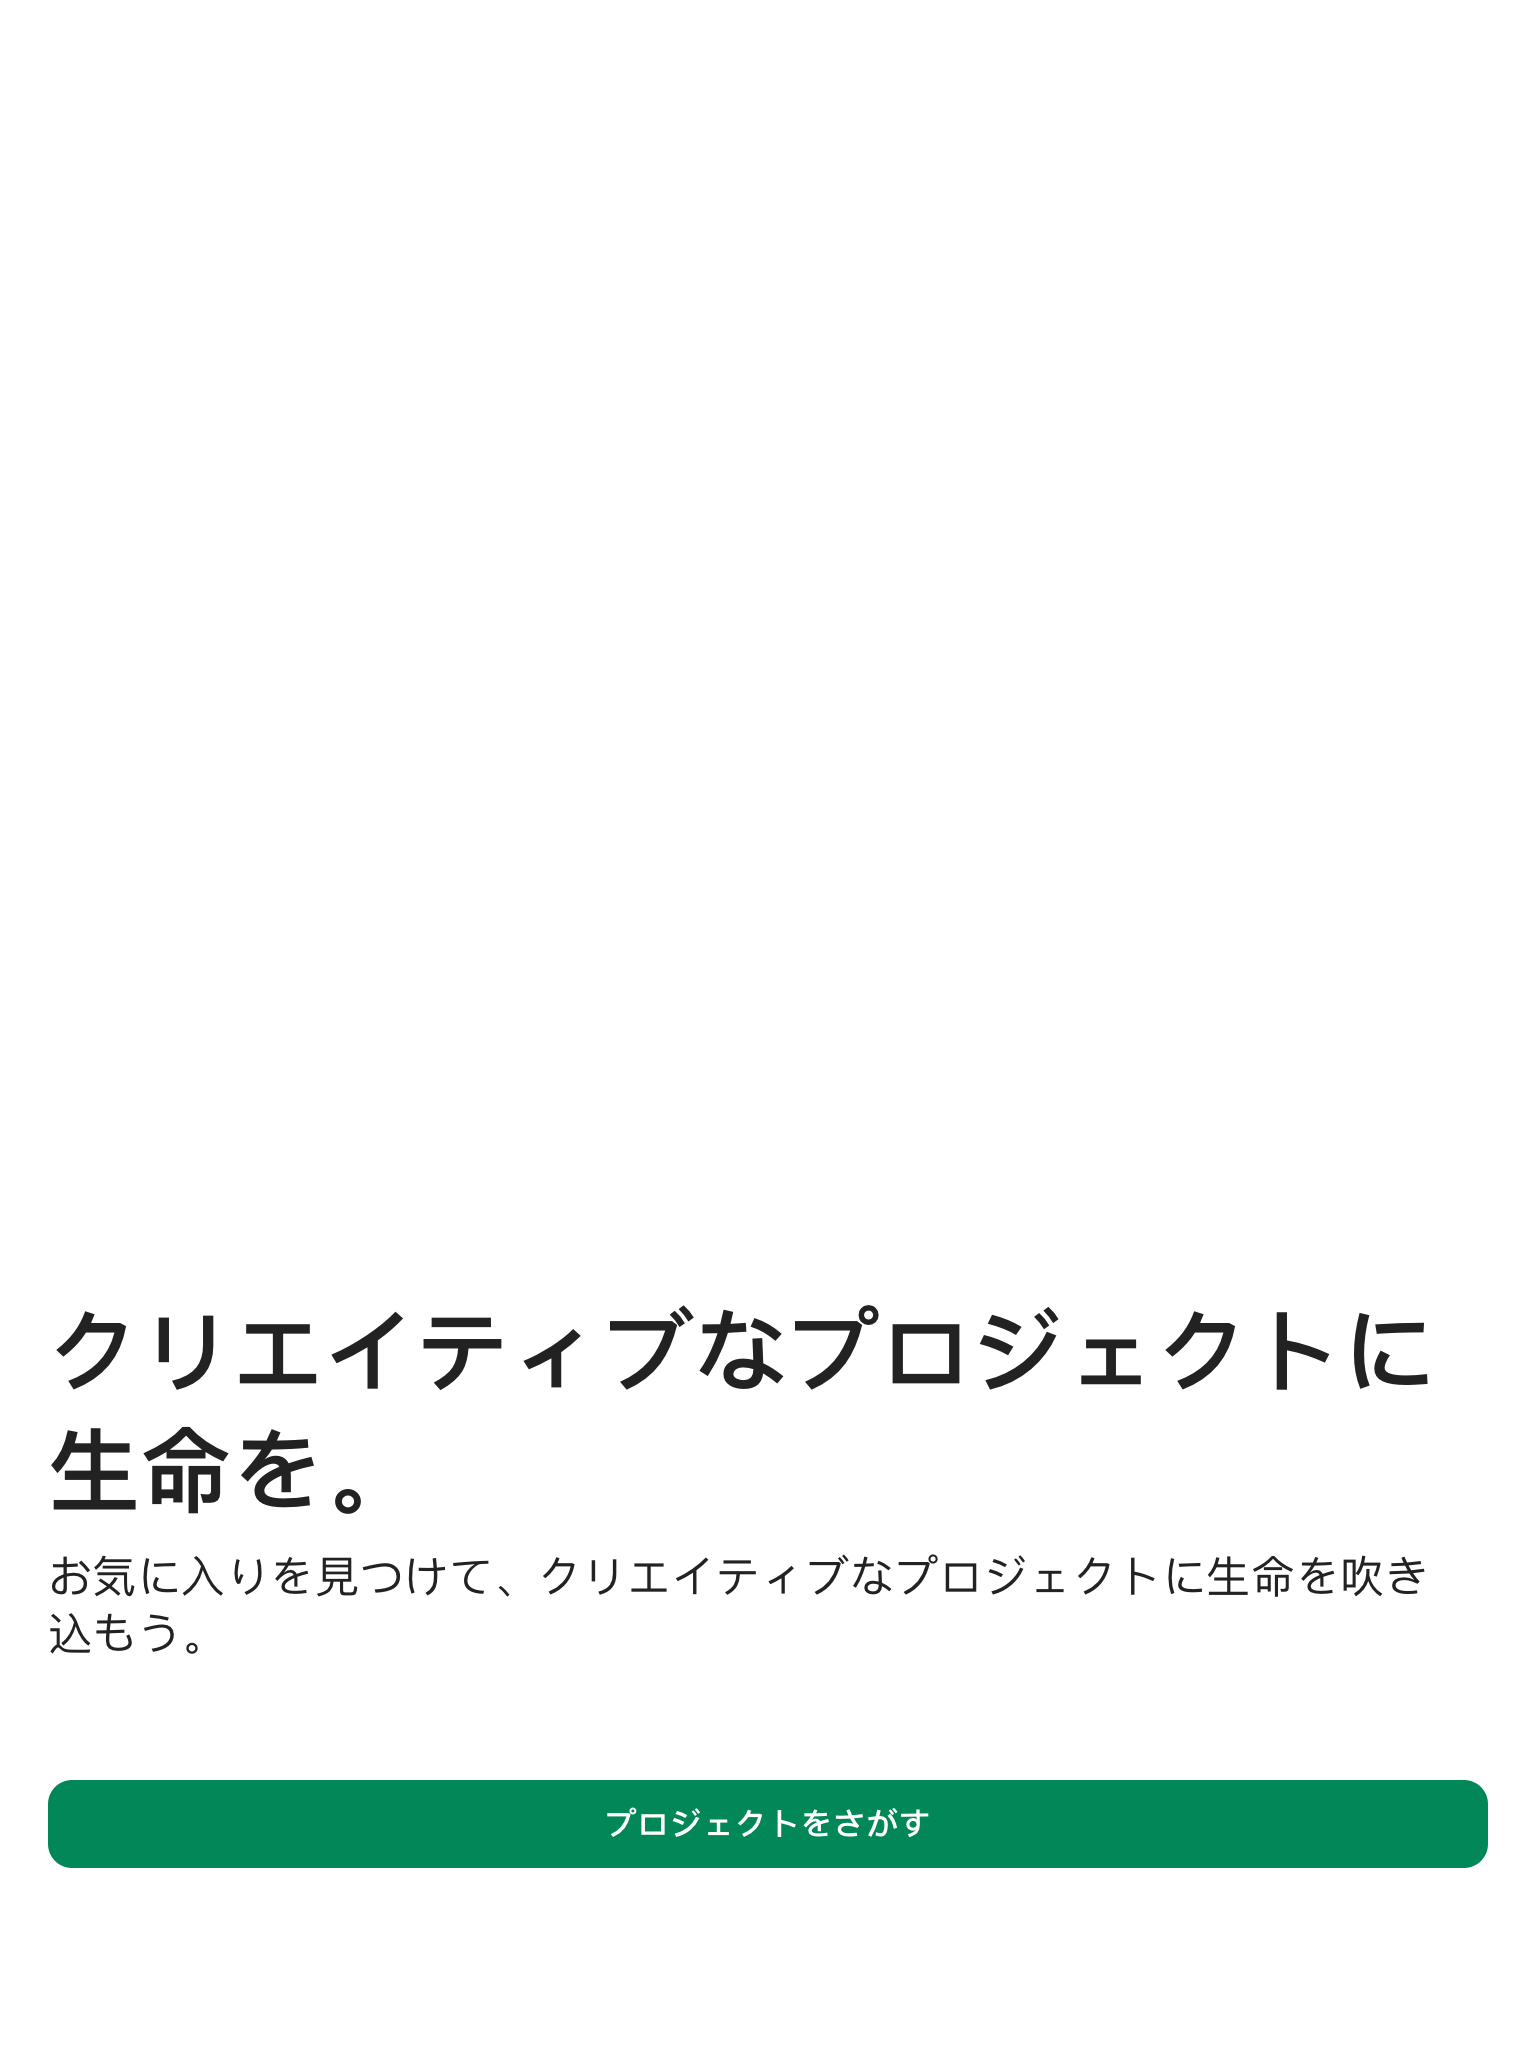 クリエイティブなプロジェクトに
生命を。
お気に入りを見つけて、クリエイティブなプロジェクトに生命を吹き
込もう。
プロジェクトをさがす